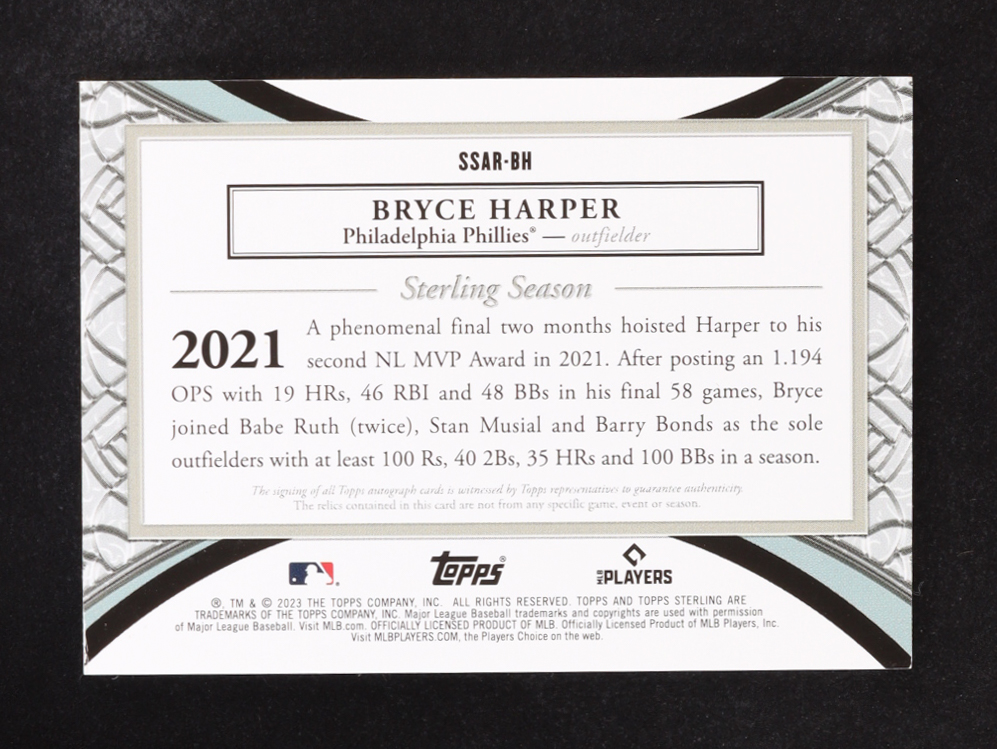 SSAR-BH
BRYCE HARPER
Philadelphia Phillies® — outfielder
Sterling Season
2021
A phenomenal final two months hoisted Harper to his
second NL MVP Award in 2021. After posting an 1.194
OPS with 19 HRs, 46 RBI and 48 BBs in his final 58 games, Bryce
joined Babe Ruth (twice), Stan Musial and Barry Bonds as the sole
outfielders with at least 100 Rs, 40 2Bs, 35 HRs and 100 BBs in a season.
The signing of all Topps autograph cards is witnessed by Topps representatives to guarantee authenticity.
The relics contained in this card are not from any specific game, event or season.
Topps®
MLB PLAYERS
®, TM & © 2023 THE TOPPS COMPANY, INC. ALL RIGHTS RESERVED. TOPPS AND TOPPS STERLING ARE
TRADEMARKS OF THE TOPPS COMPANY, INC. Major League Baseball trademarks and copyrights are used with permission
of Major League Baseball. Visit MLB.com. OFFICIALLY LICENSED PRODUCT OF MLB. Officially Licensed Product of MLB Players, Inc.
Visit MLBPLAYERS.COM, the Players Choice on the web.